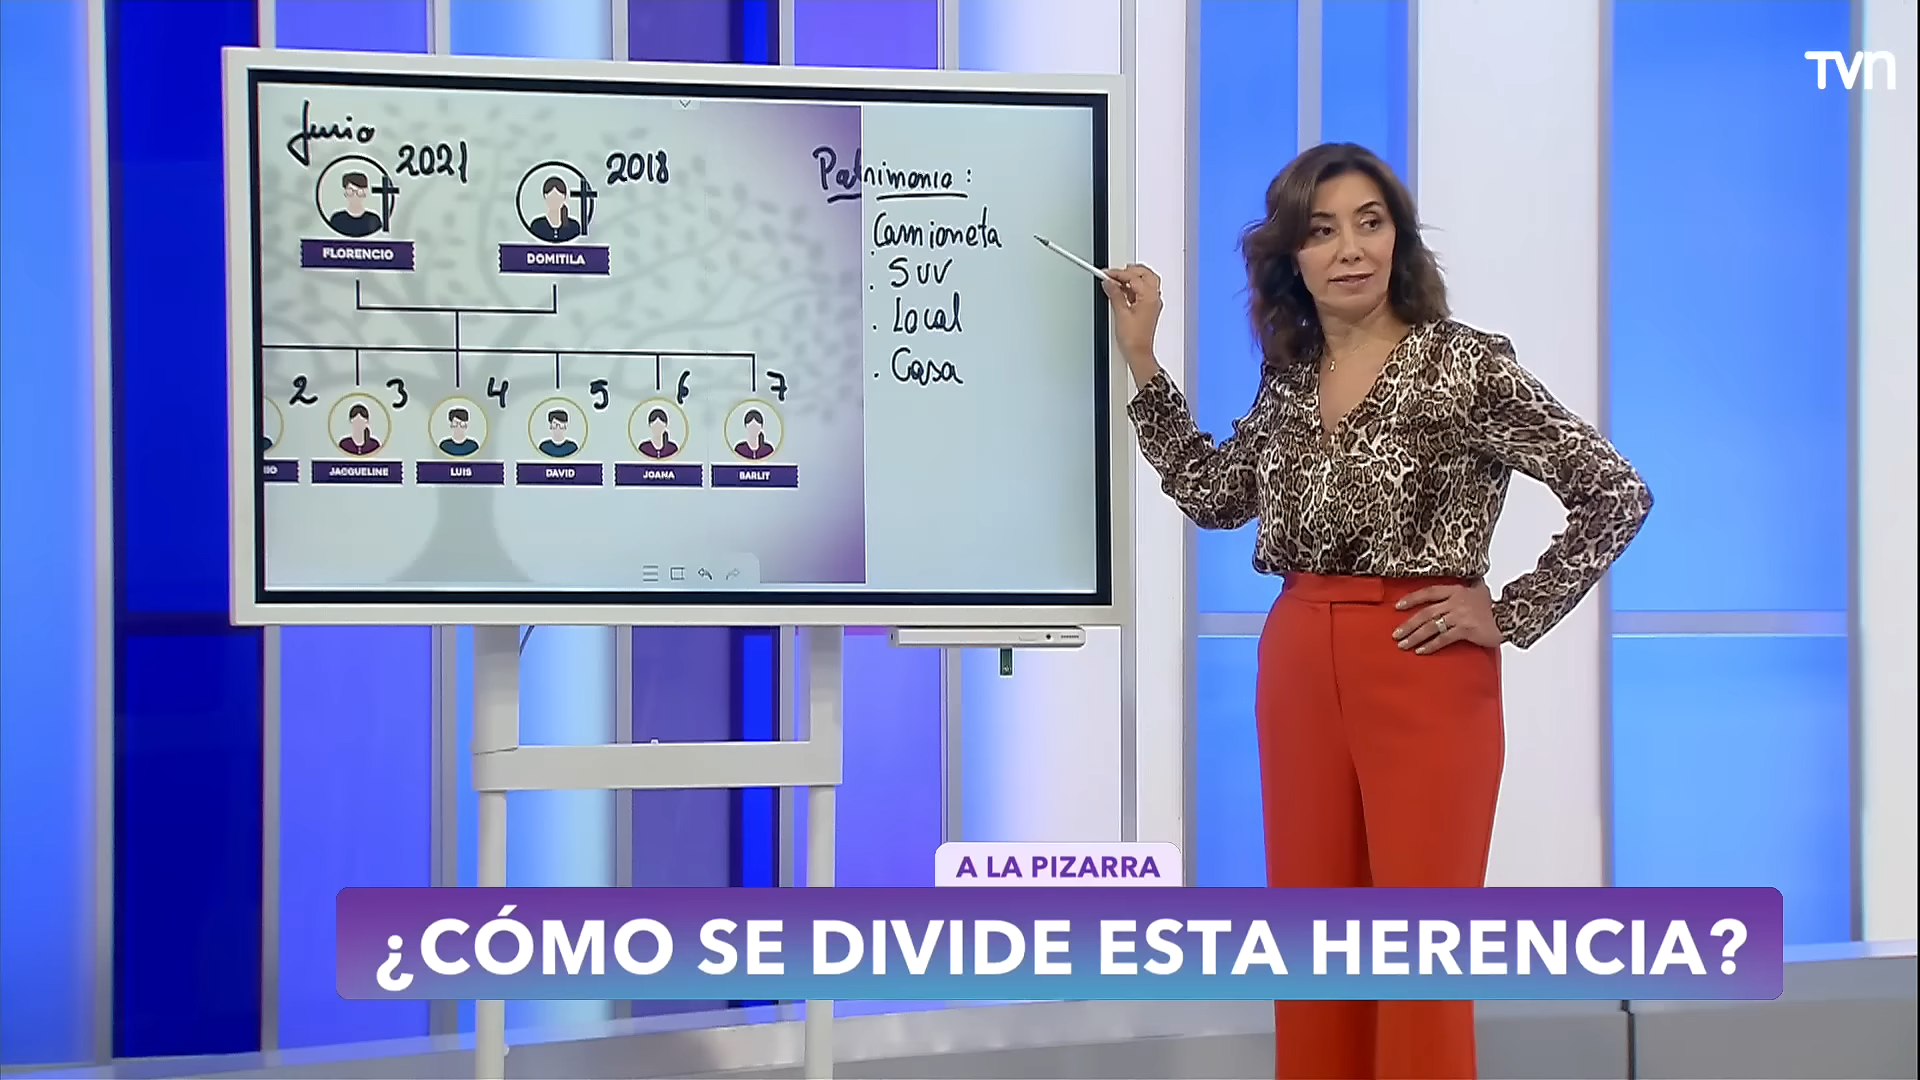 TVN
Junio
2021
2018
FLORENCIO
DOMITILA
Patrimonio:
Camioneta
. SUV
. Local
. Casa
2 3 4 5 6 7
IO JACQUELINE LUIS DAVID JOANA BARLIT
A LA PIZARRA
¿CÓMO SE DIVIDE ESTA HERENCIA?